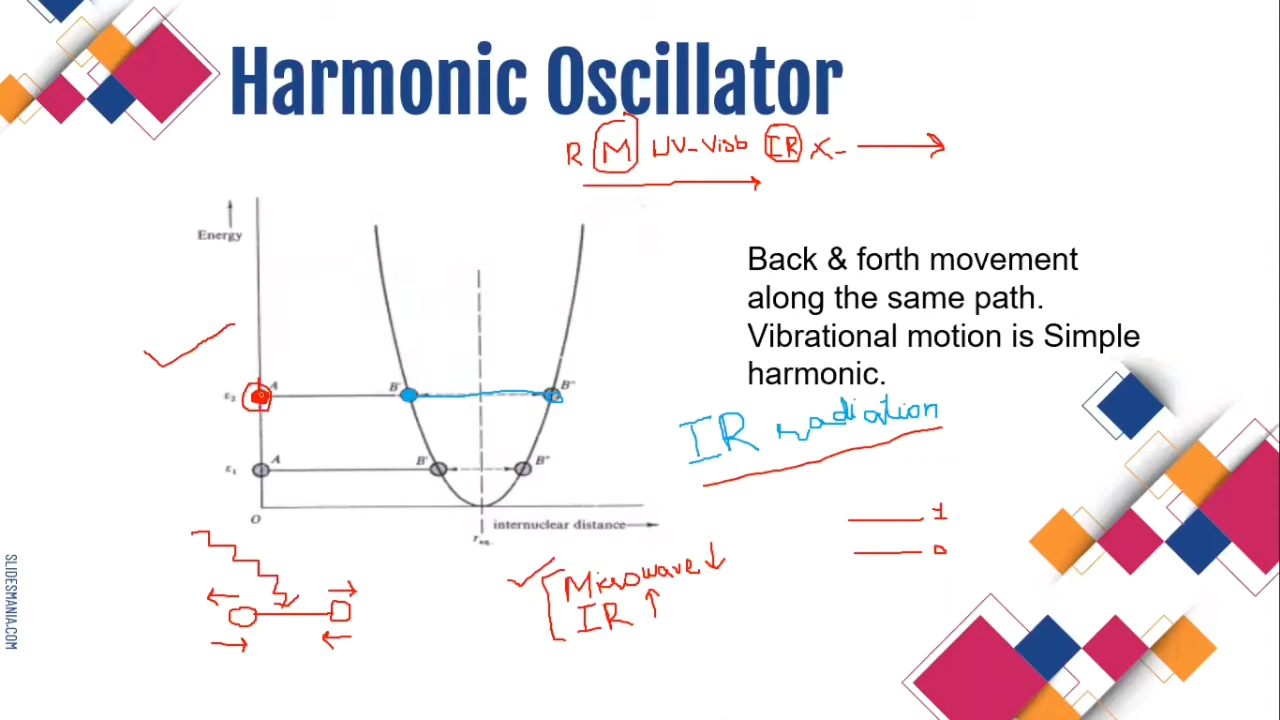 Harmonic Oscillator
R M UV-Visb IR X-
Energy
Back & forth movement
along the same path.
Vibrational motion is Simple
harmonic.
ε₂ A B' B"
IR radiation
ε₁ A B' B"
O
internuclear distance
r eq.
1
0
Microwave ↓
IR ↑
SLIDESMANIA.COM